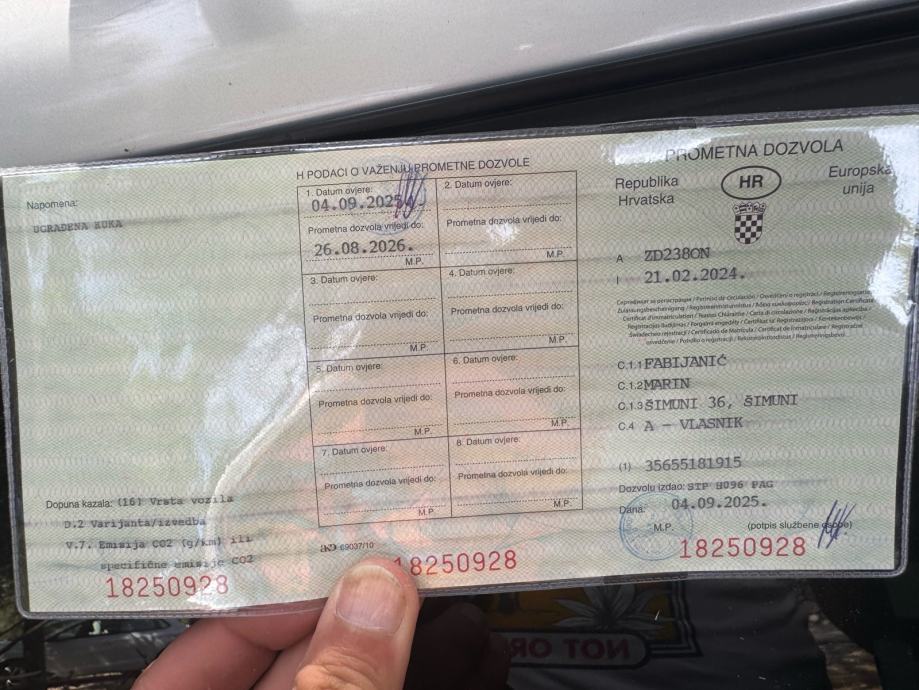 Napomena:
UGRAĐENA KUKA
Dopuna kazala: (16) Vrsta vozila
D.2 Varijanta/izvedba
V.7. Emisija CO2 (g/km) ili
specifične emisije CO2
18250928
H PODACI O VAŽENJU PROMETNE DOZVOLE
1. Datum ovjere:
04.09.2025.
Prometna dozvola vrijedi do:
26.08.2026.
M.P.
2. Datum ovjere:
Prometna dozvola vrijedi do:
M.P.
3. Datum ovjere:
Prometna dozvola vrijedi do:
M.P.
4. Datum ovjere:
Prometna dozvola vrijedi do:
M.P.
5. Datum ovjere:
Prometna dozvola vrijedi do:
M.P.
6. Datum ovjere:
Prometna dozvola vrijedi do:
M.P.
7. Datum ovjere:
Prometna dozvola vrijedi do:
M.P.
8. Datum ovjere:
Prometna dozvola vrijedi do:
M.P.
69037/10
18250928
PROMETNA DOZVOLA
Republika
Hrvatska
HR
Europska
unija
A ZD238ON
I 21.02.2024.
C.1.1 FABIJANIĆ
C.1.2 MARIN
C.1.3 ŠIMUNI 36, ŠIMUNI
C.4 A - VLASNIK
(1) 35655181915
Dozvolu izdao: STP H096 PAG
Dana: 04.09.2025.
M.P.
(potpis službene osobe)
18250928
NOT